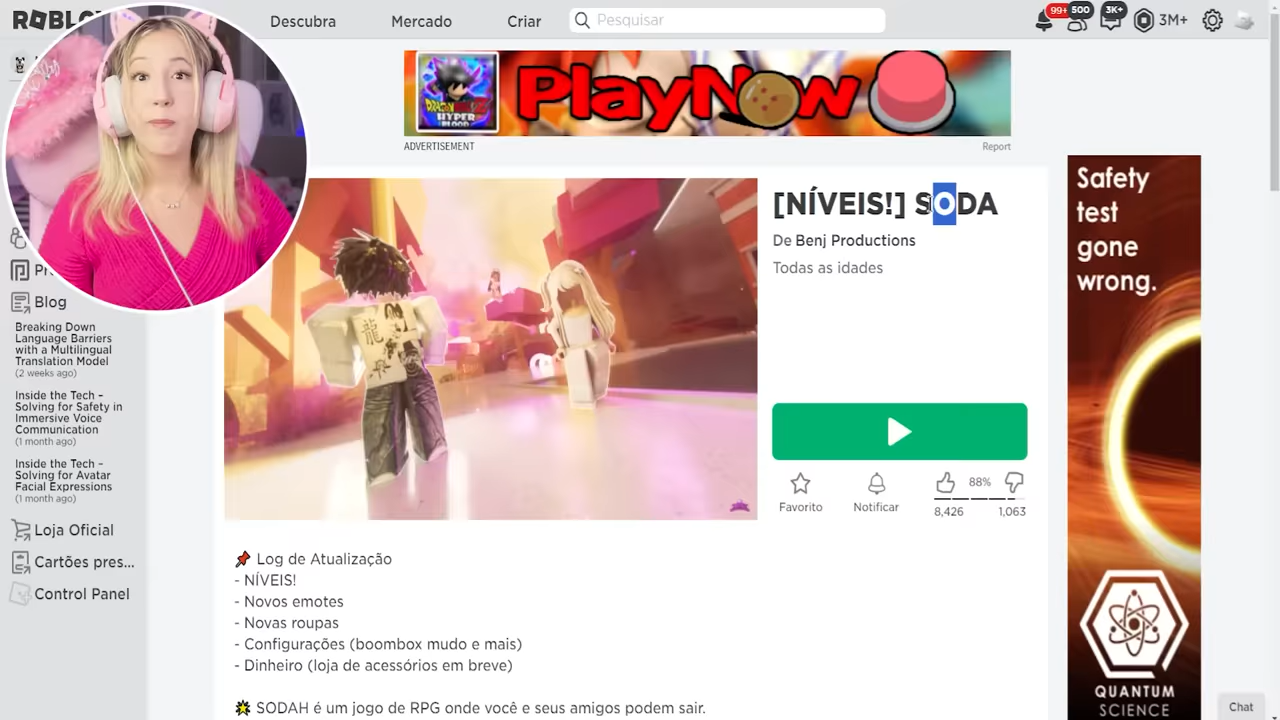 ROBLO
Descubra
Mercado
Criar
Pesquisar
99+
500
3K+
3M+
DRAGON
HYPER
BLOOD
PlayNow
ADVERTISEMENT
Report
[NÍVEIS!] SODA
De Benj Productions
Todas as idades
Favorito
Notificar
88%
8,426
1,063
Blog
Breaking Down
Language Barriers
with a Multilingual
Translation Model
(2 weeks ago)
Inside the Tech –
Solving for Safety in
Immersive Voice
Communication
(1 month ago)
Inside the Tech –
Solving for Avatar
Facial Expressions
(1 month ago)
Loja Oficial
Cartões pres...
Control Panel
📌 Log de Atualização
- NÍVEIS!
- Novos emotes
- Novas roupas
- Configurações (boombox mudo e mais)
- Dinheiro (loja de acessórios em breve)
SODAH é um jogo de RPG onde você e seus amigos podem sair.
Safety
test
gone
wrong.
QUANTUM
SCIENCE
Chat